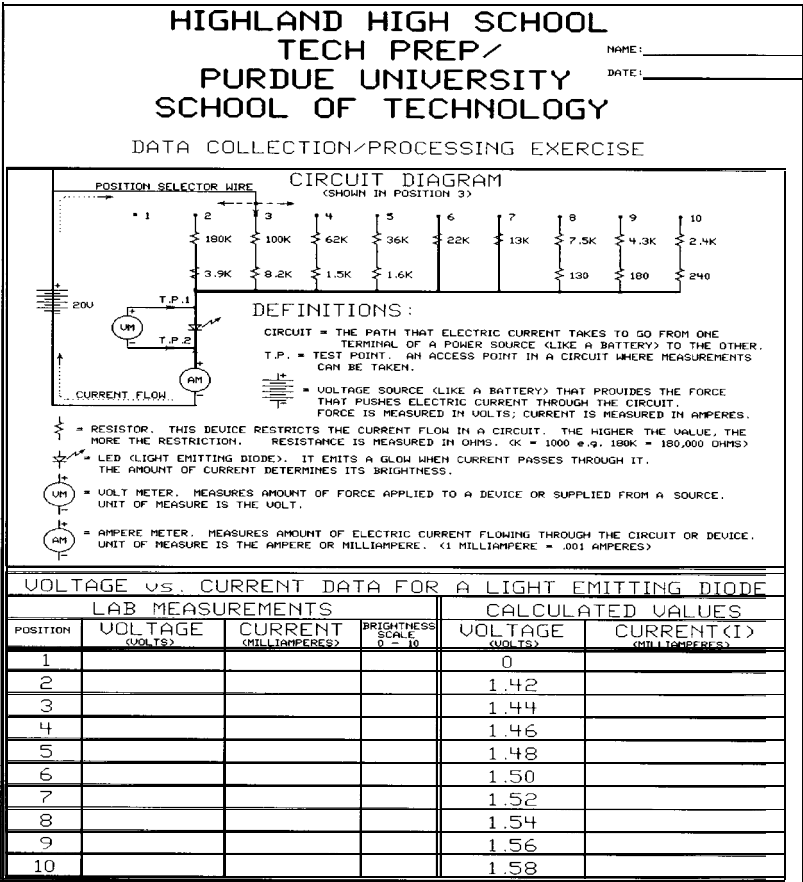 HIGHLAND HIGH SCHOOL
TECH PREP/
PURDUE UNIVERSITY
SCHOOL OF TECHNOLOGY
NAME:
DATE:
DATA COLLECTION/PROCESSING EXERCISE
CIRCUIT DIAGRAM
(SHOWN IN POSITION 3)
POSITION SELECTOR WIRE
1 2 3 4 5 6 7 8 9 10
180K 100K 62K 36K 22K 13K 7.5K 4.3K 2.4K
3.9K 8.2K 1.5K 1.6K 130 180 240
+
20V
-
T.P.1
+
VM
-
T.P.2
+
AM
-
CURRENT FLOW
DEFINITIONS:
CIRCUIT = THE PATH THAT ELECTRIC CURRENT TAKES TO GO FROM ONE
TERMINAL OF A POWER SOURCE (LIKE A BATTERY) TO THE OTHER.
T.P. = TEST POINT. AN ACCESS POINT IN A CIRCUIT WHERE MEASUREMENTS
CAN BE TAKEN.
+
-
= VOLTAGE SOURCE (LIKE A BATTERY) THAT PROVIDES THE FORCE
THAT PUSHES ELECTRIC CURRENT THROUGH THE CIRCUIT.
FORCE IS MEASURED IN VOLTS; CURRENT IS MEASURED IN AMPERES.
= RESISTOR. THIS DEVICE RESTRICTS THE CURRENT FLOW IN A CIRCUIT. THE HIGHER THE VALUE, THE
MORE THE RESTRICTION. RESISTANCE IS MEASURED IN OHMS. (K = 1000 e.g. 180K = 180,000 OHMS)
= LED (LIGHT EMITTING DIODE). IT EMITS A GLOW WHEN CURRENT PASSES THROUGH IT.
THE AMOUNT OF CURRENT DETERMINES ITS BRIGHTNESS.
+
VM
-
= VOLT METER. MEASURES AMOUNT OF FORCE APPLIED TO A DEVICE OR SUPPLIED FROM A SOURCE.
UNIT OF MEASURE IS THE VOLT.
+
AM
-
= AMPERE METER. MEASURES AMOUNT OF ELECTRIC CURRENT FLOWING THROUGH THE CIRCUIT OR DEVICE.
UNIT OF MEASURE IS THE AMPERE OR MILLIAMPERE. (1 MILLIAMPERE = .001 AMPERES)
VOLTAGE vs. CURRENT DATA FOR A LIGHT EMITTING DIODE
LAB MEASUREMENTS CALCULATED VALUES
POSITION
VOLTAGE
(VOLTS)
CURRENT
(MILLIAMPERES)
BRIGHTNESS
SCALE
0 - 10
VOLTAGE
(VOLTS)
CURRENT(I)
(MILLIAMPERES)
1 0
2 1.42
3 1.44
4 1.46
5 1.48
6 1.50
7 1.52
8 1.54
9 1.56
10 1.58